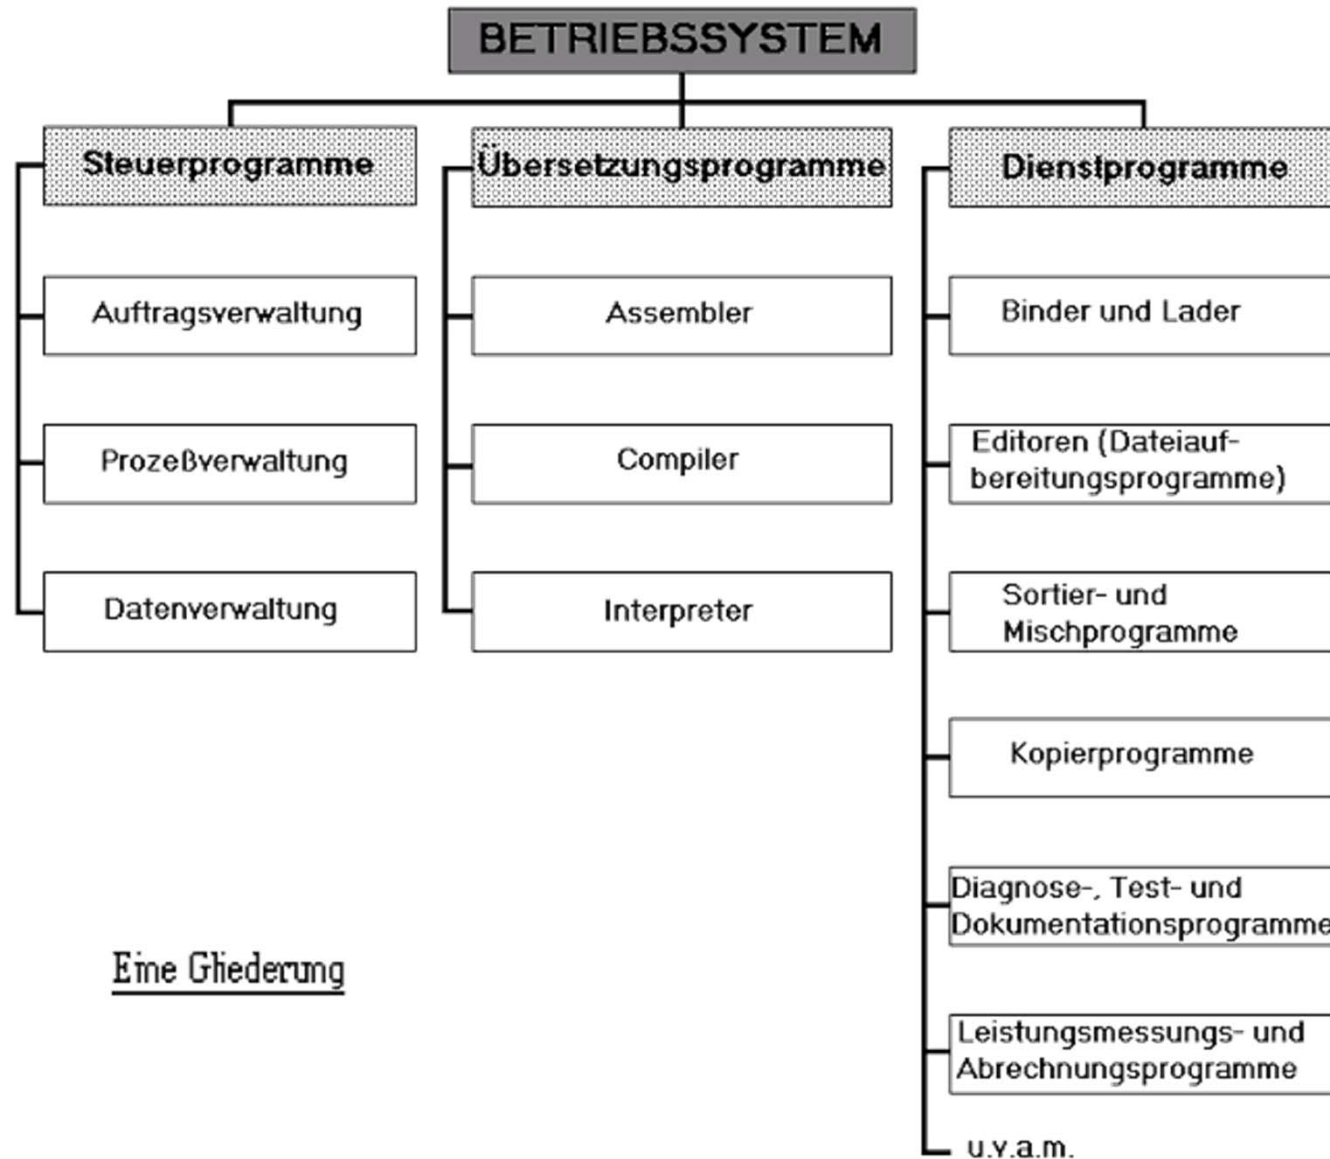 BETRIEBSSYSTEM
Steuerprogramme
Auftragsverwaltung
Prozeßverwaltung
Datenverwaltung
Übersetzungsprogramme
Assembler
Compiler
Interpreter
Dienstprogramme
Binder und Lader
Editoren (Dateiauf-
bereitungsprogramme)
Sortier- und
Mischprogramme
Kopierprogramme
Diagnose-, Test- und
Dokumentationsprogramme
Leistungsmessungs- und
Abrechnungsprogramme
u.v.a.m.
Eine Gliederung